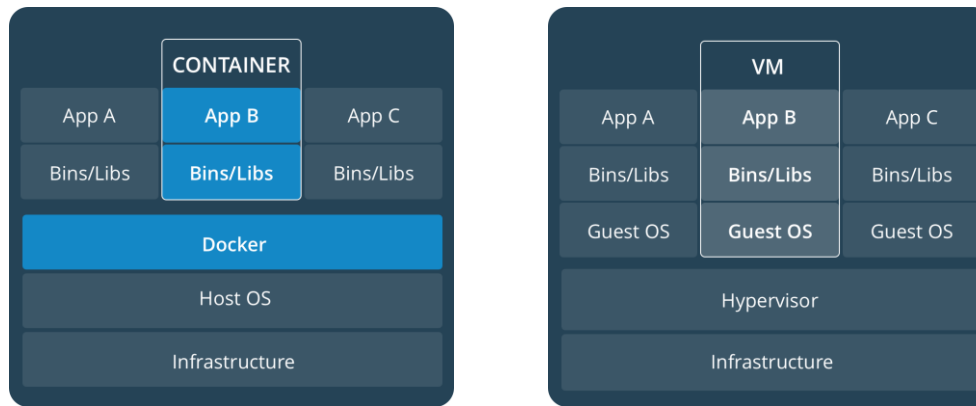 CONTAINER
App A
App B
App C
Bins/Libs
Bins/Libs
Bins/Libs
Docker
Host OS
Infrastructure
VM
App A
App B
App C
Bins/Libs
Bins/Libs
Bins/Libs
Guest OS
Guest OS
Guest OS
Hypervisor
Infrastructure